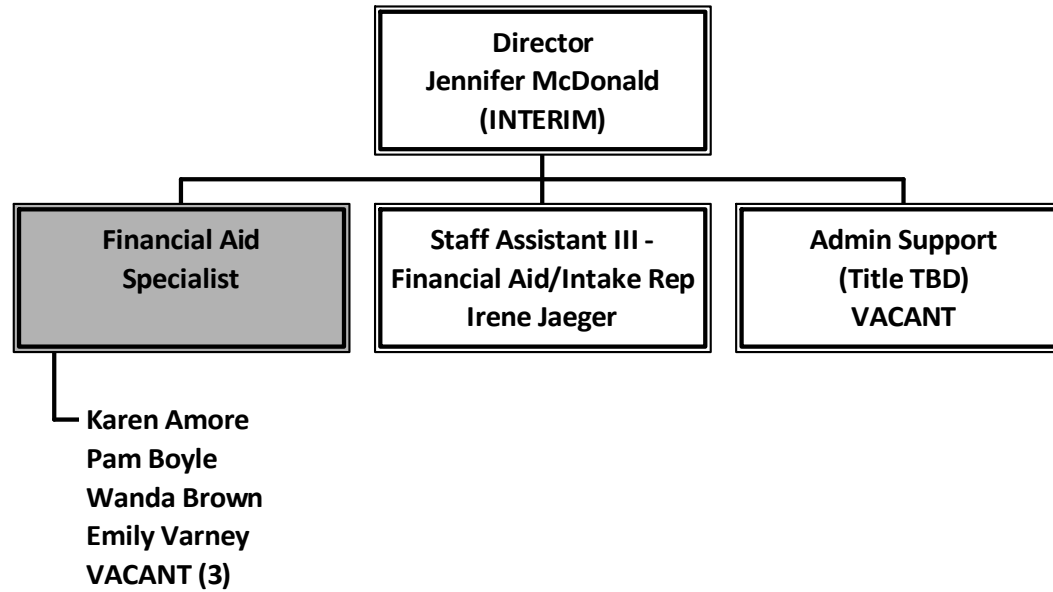 Director
Jennifer McDonald
(INTERIM)
Financial Aid
Specialist
Staff Assistant III -
Financial Aid/Intake Rep
Irene Jaeger
Admin Support
(Title TBD)
VACANT
Karen Amore
Pam Boyle
Wanda Brown
Emily Varney
VACANT (3)